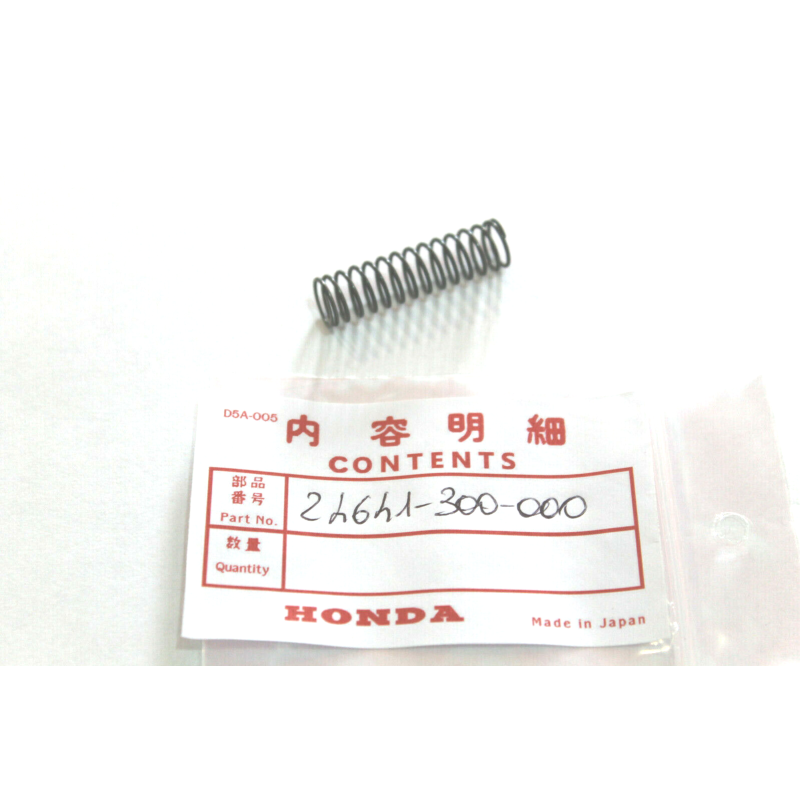 D5A-005
内容明細
CONTENTS
部品
番号
Part No.
24641-300-000
数量
Quantity
HONDA
Made in Japan